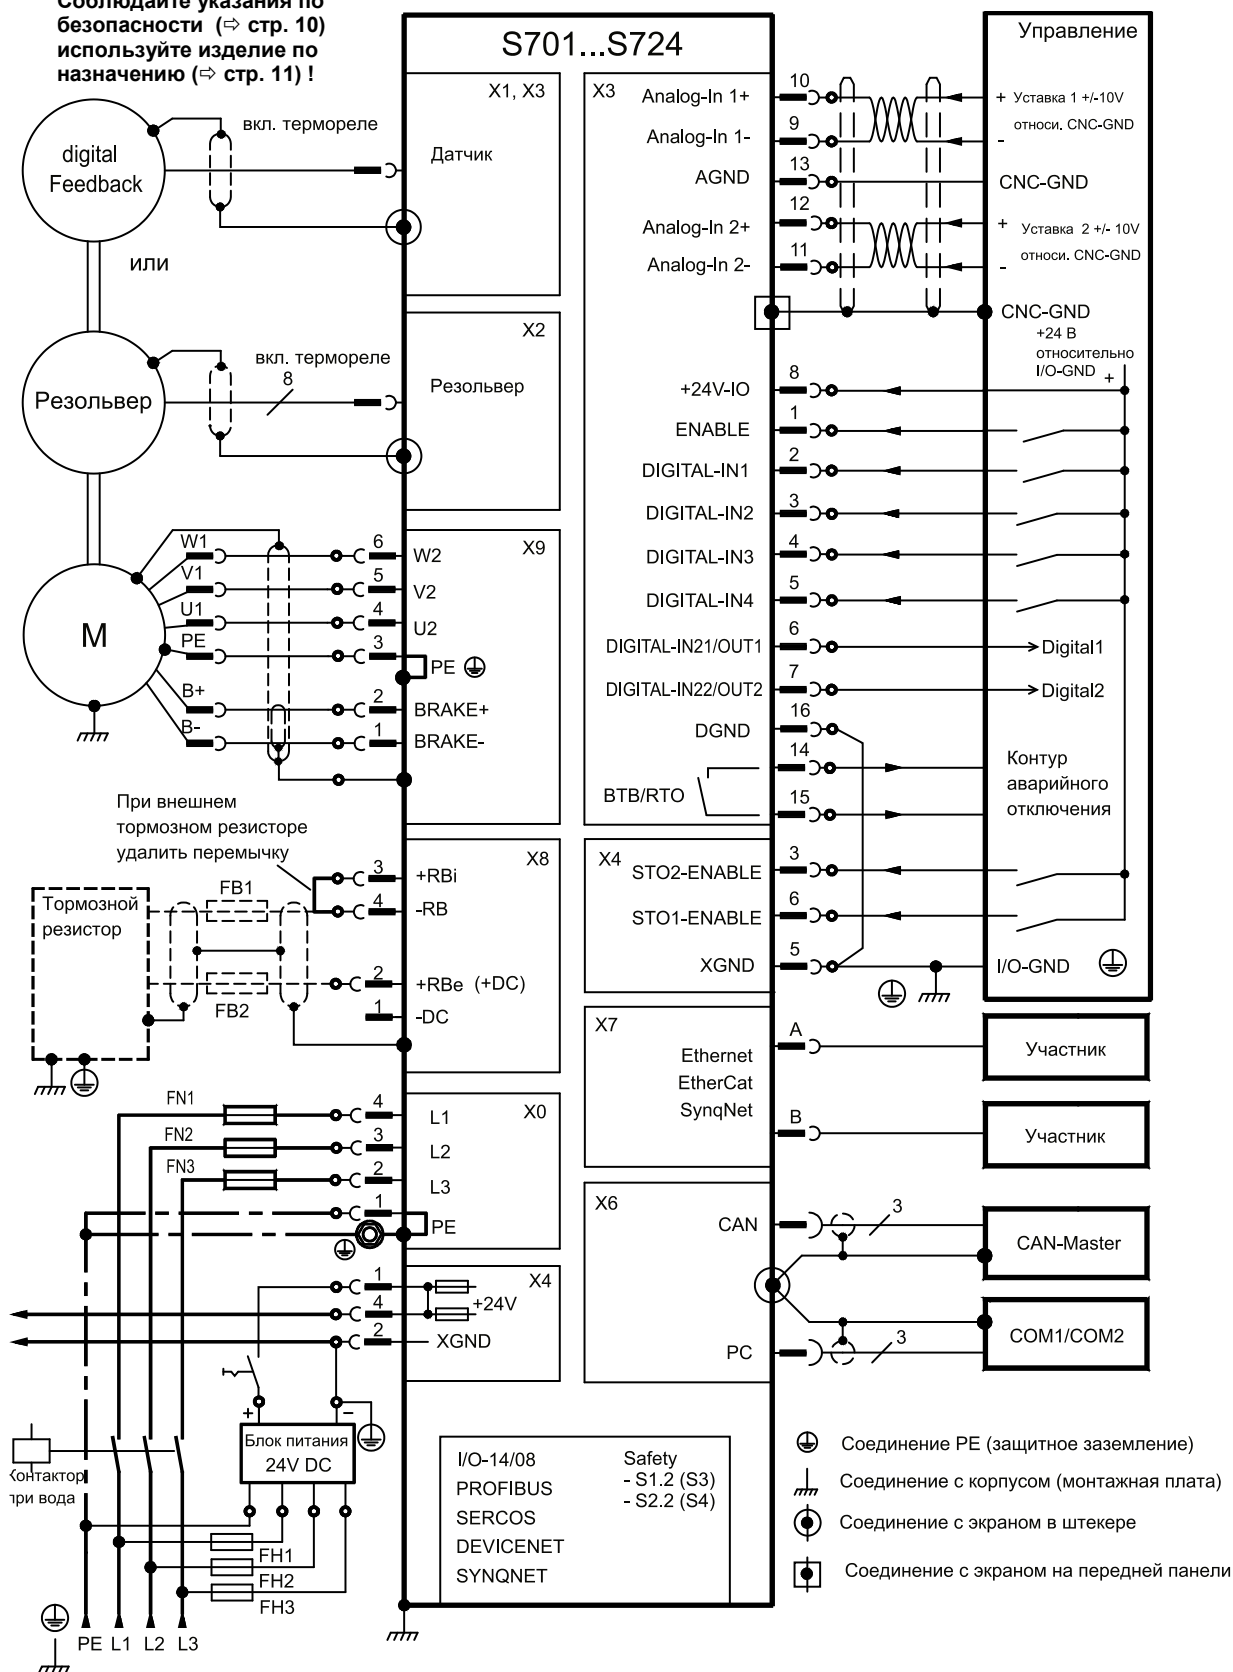 Соблюдайте указания по
безопасности (⇨ стр. 10)
используйте изделие по
назначению (⇨ стр. 11) !
S701...S724
Управление
digital
Feedback
вкл. термореле
X1, X3
Датчик
или
Резольвер
вкл. термореле
8
X2
Резольвер
M
W1
V1
U1
PE
B+
B-
6
5
4
3
2
1
X9
W2
V2
U2
PE
BRAKE+
BRAKE-
При внешнем
тормозном резисторе
удалить перемычку
Тормозной
резистор
FB1
FB2
3
4
2
1
X8
+RBi
-RB
+RBe (+DC)
-DC
FN1
FN2
FN3
4
3
2
1
X0
L1
L2
L3
PE
1
4
2
X4
+24V
XGND
+
-
Блок питания
24V DC
Контактор
при вода
FH1
FH2
FH3
PE L1 L2 L3
X3
Analog-In 1+
10
+ Уставка 1 +/-10V
Analog-In 1-
9
относи. CNC-GND
-
AGND
13
CNC-GND
Analog-In 2+
12
+ Уставка 2 +/- 10V
Analog-In 2-
11
относи. CNC-GND
-
CNC-GND
+24 В
относительно
I/O-GND +
+24V-IO
8
ENABLE
1
DIGITAL-IN1
2
DIGITAL-IN2
3
DIGITAL-IN3
4
DIGITAL-IN4
5
DIGITAL-IN21/OUT1
6
Digital1
DIGITAL-IN22/OUT2
7
Digital2
DGND
16
14
BTB/RTO
15
Контур
аварийного
отключения
X4
STO2-ENABLE
3
STO1-ENABLE
6
XGND
5
I/O-GND
X7
Ethernet
EtherCat
SynqNet
A
Участник
B
Участник
X6
CAN
3
CAN-Master
PC
3
COM1/COM2
I/O-14/08
PROFIBUS
SERCOS
DEVICENET
SYNQNET
Safety
- S1.2 (S3)
- S2.2 (S4)
Соединение PE (защитное заземление)
Соединение с корпусом (монтажная плата)
Соединение с экраном в штекере
Соединение с экраном на передней панели